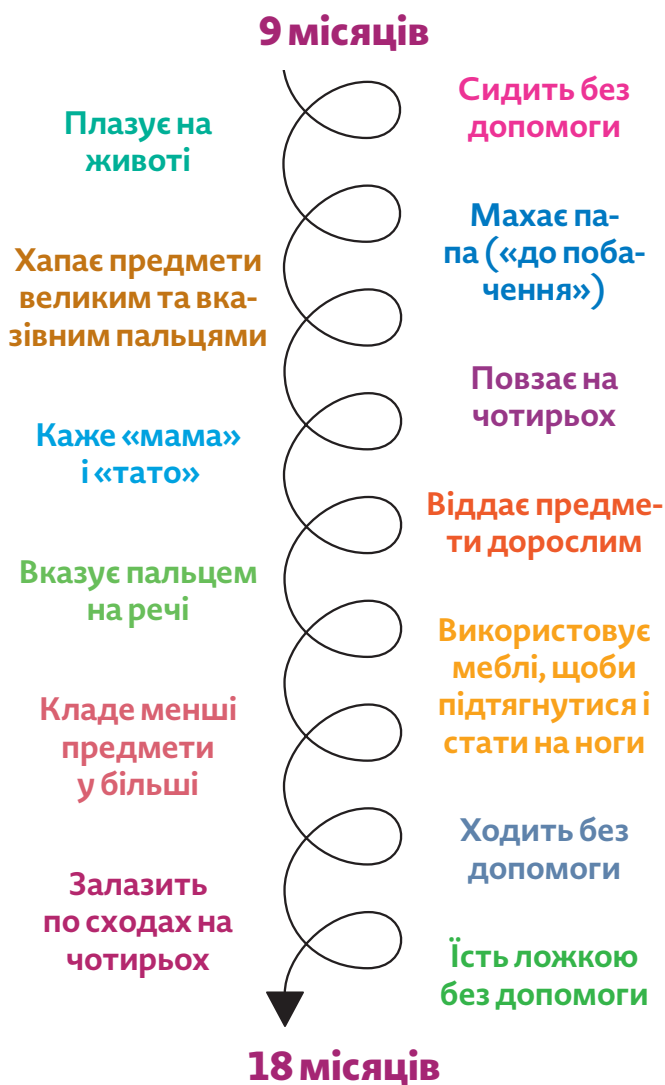 9 місяців
Сидить без
допомоги
Плазує на
животі
Махає па-
па («до поба-
чення»)
Хапає предмети
великим та вка-
зівним пальцями
Повзає на
чотирьох
Каже «мама»
і «тато»
Віддає предме-
ти дорослим
Вказує пальцем
на речі
Використовує
меблі, щоби
підтягнутися і
стати на ноги
Кладе менші
предмети
у більші
Ходить без
допомоги
Залазить
по сходах на
чотирьох
Їсть ложкою
без допомоги
18 місяців